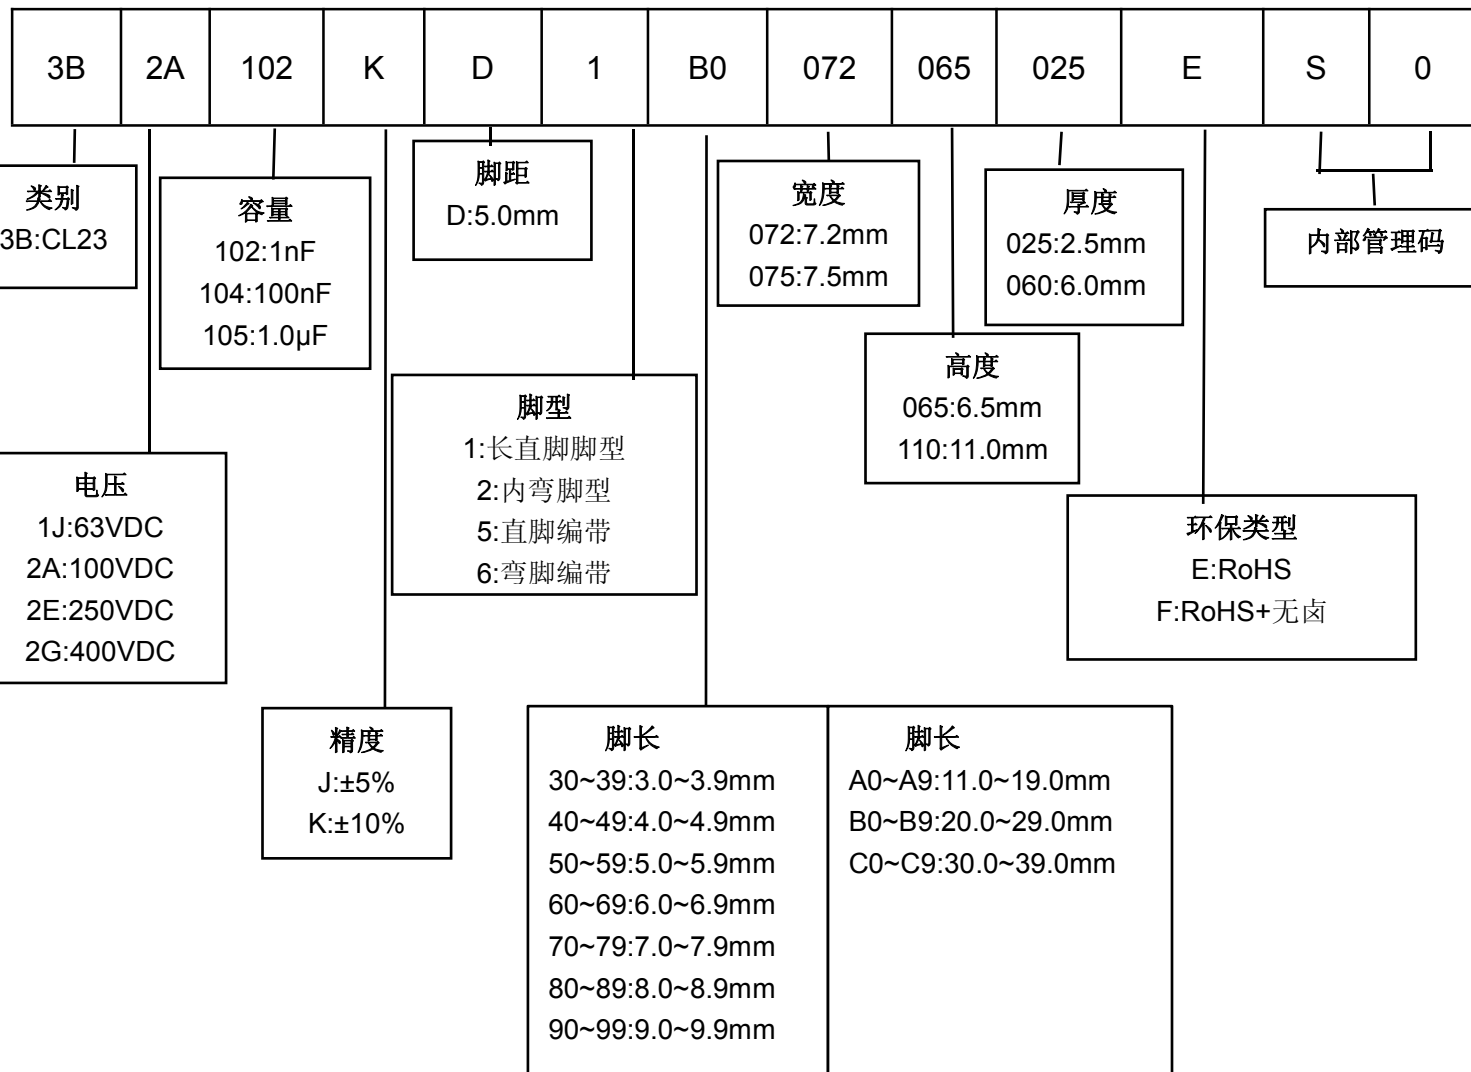 3B 2A 102 K D 1 B0 072 065 025 E S 0
类别
3B:CL23
容量
102:1nF
104:100nF
105:1.0μF
脚距
D:5.0mm
宽度
072:7.2mm
075:7.5mm
厚度
025:2.5mm
060:6.0mm
内部管理码
高度
065:6.5mm
110:11.0mm
脚型
1:长直脚脚型
2:内弯脚型
5:直脚编带
6:弯脚编带
电压
1J:63VDC
2A:100VDC
2E:250VDC
2G:400VDC
环保类型
E:RoHS
F:RoHS+无卤
精度
J:±5%
K:±10%
脚长
30~39:3.0~3.9mm
40~49:4.0~4.9mm
50~59:5.0~5.9mm
60~69:6.0~6.9mm
70~79:7.0~7.9mm
80~89:8.0~8.9mm
90~99:9.0~9.9mm
脚长
A0~A9:11.0~19.0mm
B0~B9:20.0~29.0mm
C0~C9:30.0~39.0mm